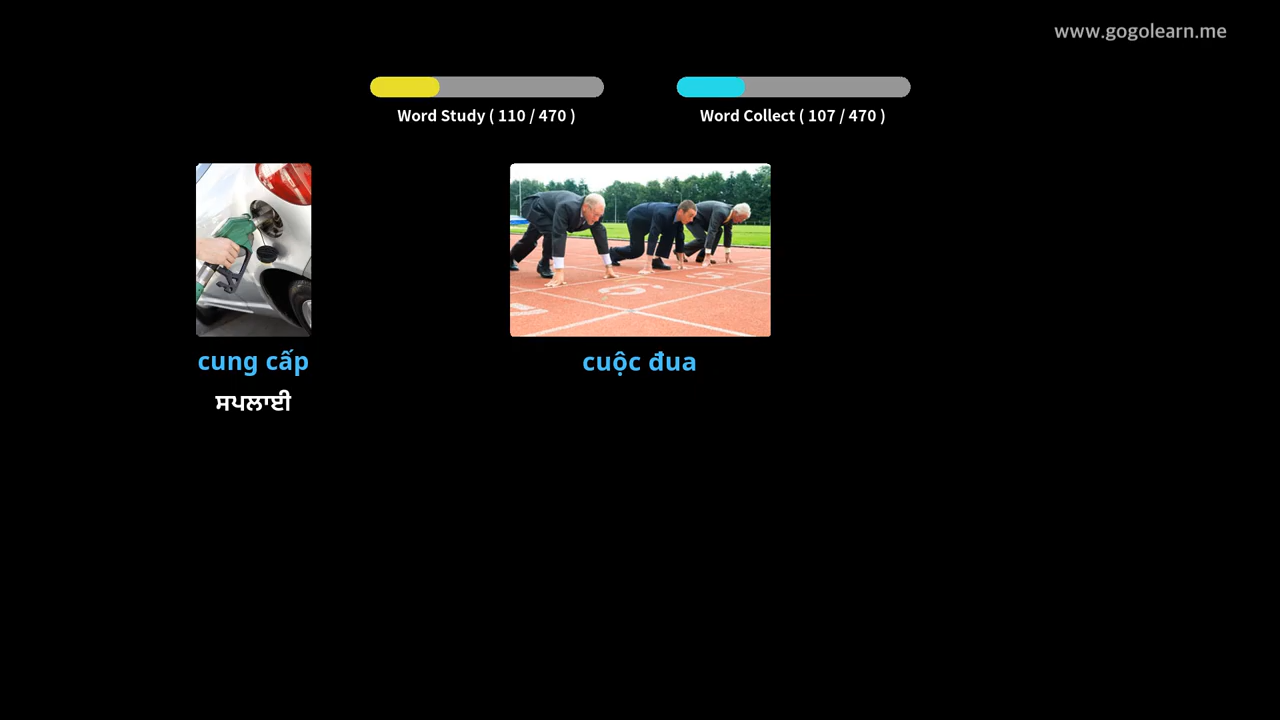 www.gogolearn.me
Word Study ( 110 / 470 )
Word Collect ( 107 / 470 )
cung cấp
ਸਪਲਾਈ
cuộc đua